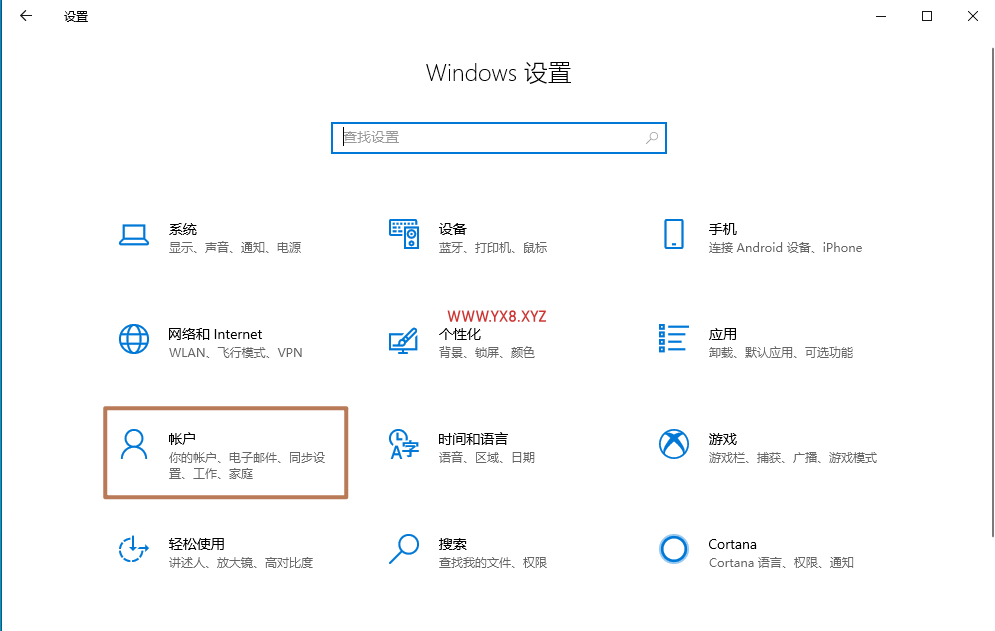 设置
Windows 设置
查找设置
系统
显示、声音、通知、电源
设备
蓝牙、打印机、鼠标
手机
连接 Android 设备、iPhone
网络和 Internet
WLAN、飞行模式、VPN
WWW.YX8.XYZ
个性化
背景、锁屏、颜色
应用
卸载、默认应用、可选功能
帐户
你的帐户、电子邮件、同步设
置、工作、家庭
时间和语言
语音、区域、日期
游戏
游戏栏、捕获、广播、游戏模式
轻松使用
讲述人、放大镜、高对比度
搜索
查找我的文件、权限
Cortana
Cortana 语言、权限、通知